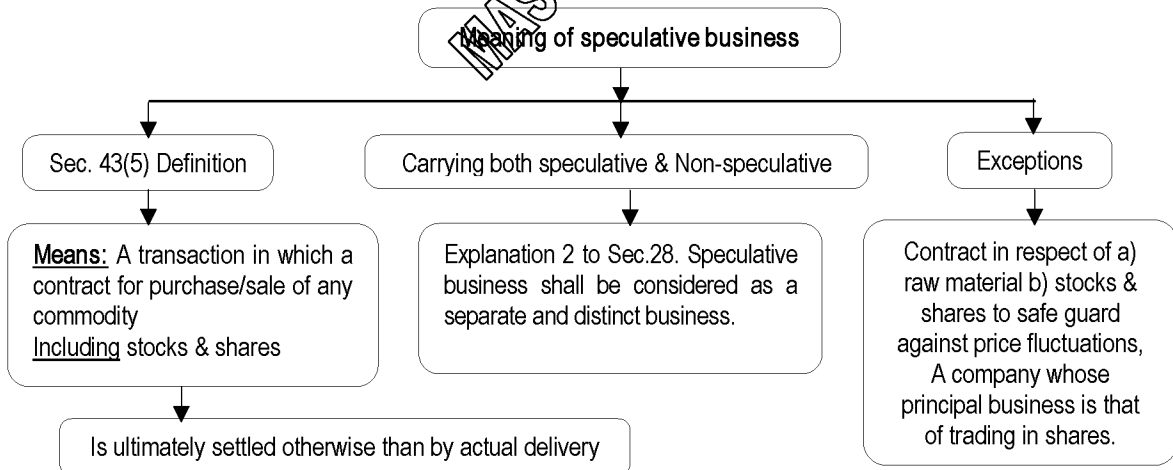 MAS
Meaning of speculative business
Sec. 43(5) Definition
Carrying both speculative & Non-speculative
Exceptions
Means: A transaction in which a
contract for purchase/sale of any
commodity
Including stocks & shares
Explanation 2 to Sec.28. Speculative
business shall be considered as a
separate and distinct business.
Contract in respect of a)
raw material b) stocks &
shares to safe guard
against price fluctuations,
A company whose
principal business is that
of trading in shares.
Is ultimately settled otherwise than by actual delivery